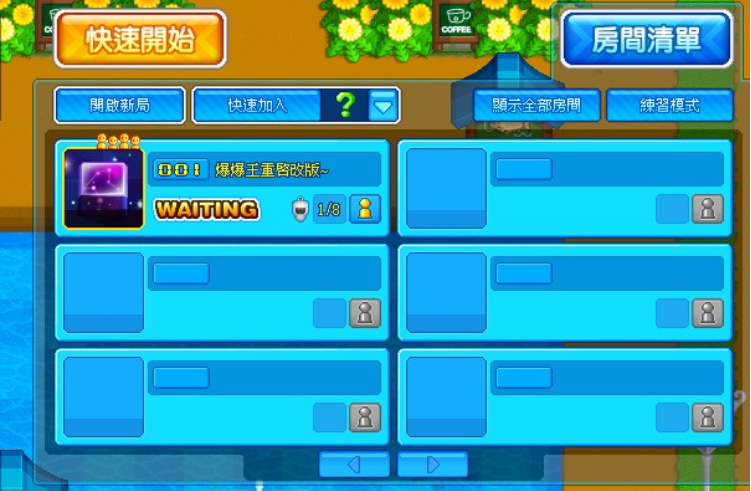 COFFEE
快速開始
房間清單
開啟新局
快速加入
?
顯示全部房間
練習模式
001 爆爆王重啓改版~
WAITING
1/8